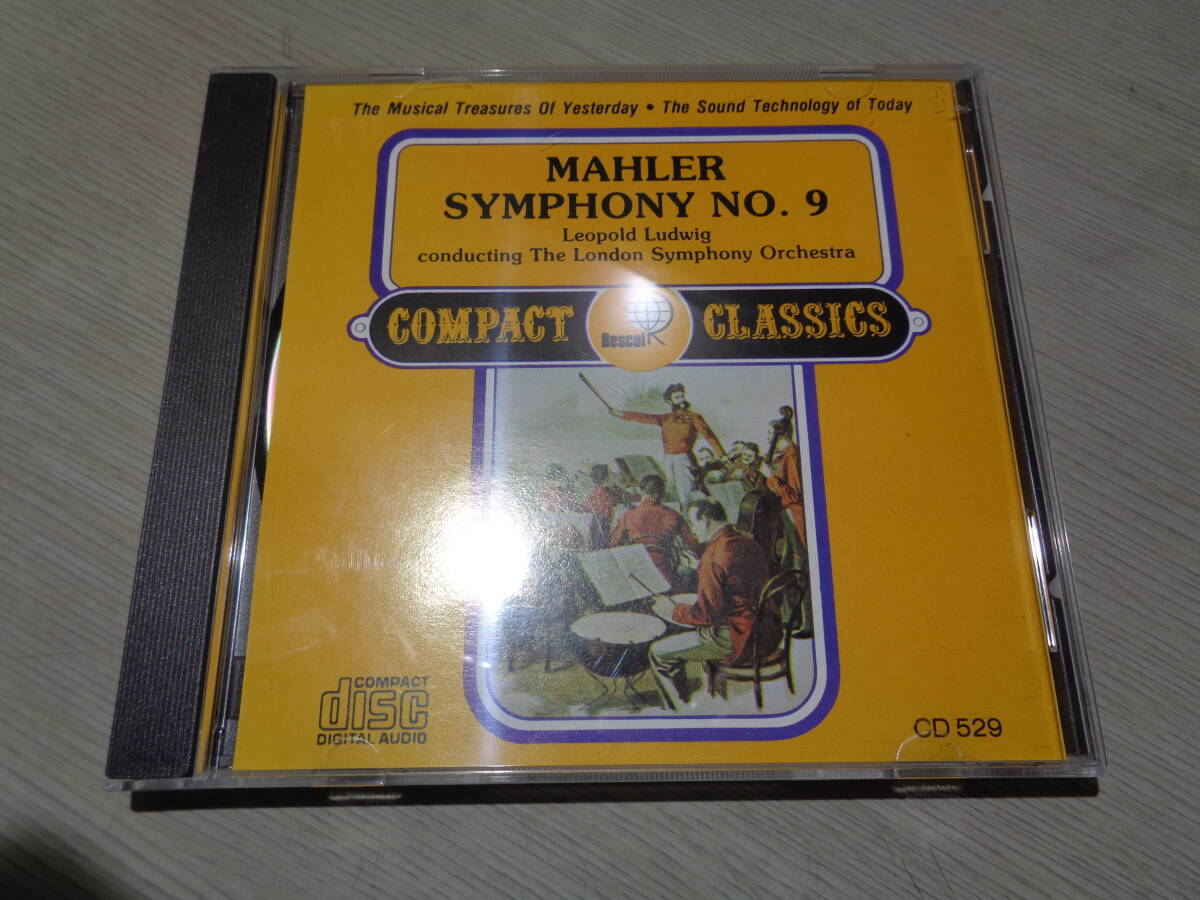 The Musical Treasures Of Yesterday • The Sound Technology of Today
MAHLER
SYMPHONY NO. 9
Leopold Ludwig
conducting The London Symphony Orchestra
COMPACT Bescol R CLASSICS
COMPACT
disc
DIGITAL AUDIO
CD 529